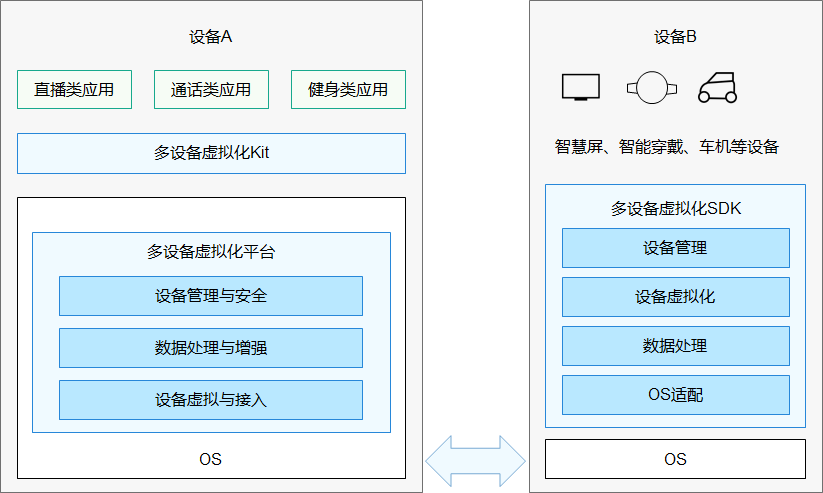 设备A
直播类应用
通话类应用
健身类应用
多设备虚拟化Kit
多设备虚拟化平台
设备管理与安全
数据处理与增强
设备虚拟与接入
OS
设备B
智慧屏、智能穿戴、车机等设备
多设备虚拟化SDK
设备管理
设备虚拟化
数据处理
OS适配
OS